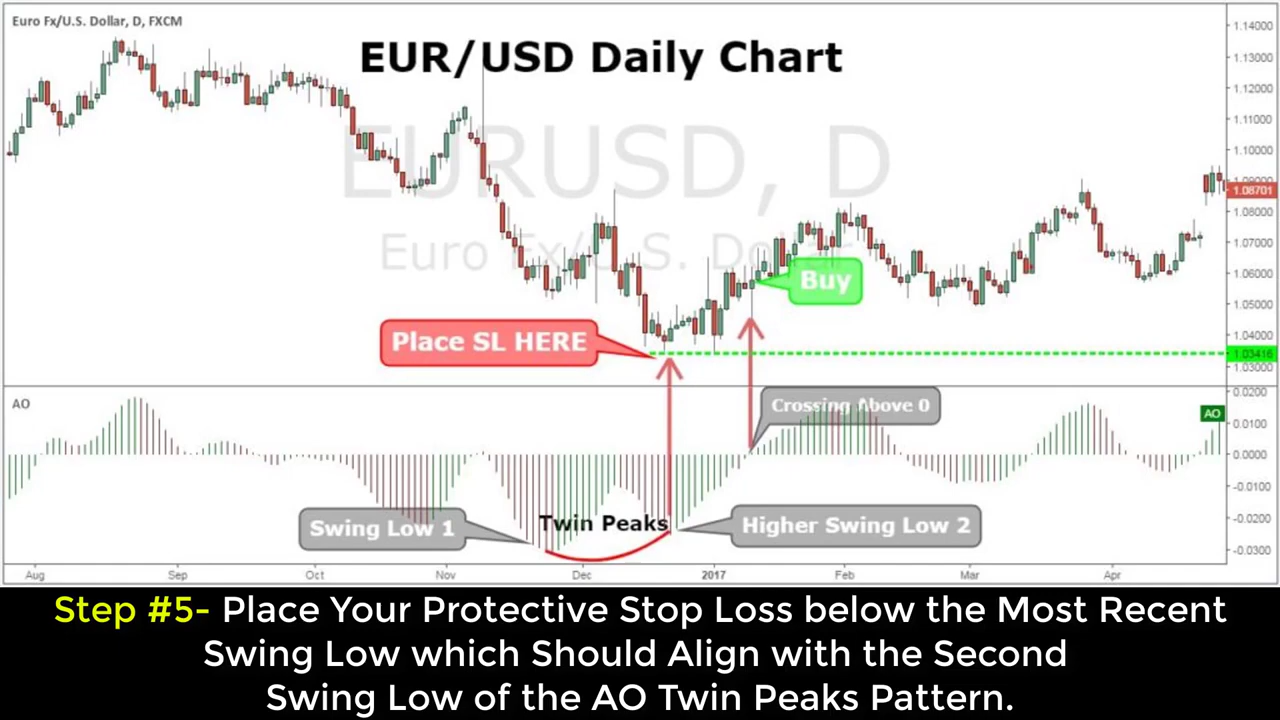 Euro Fx/U.S. Dollar, D, FXCM
EUR/USD Daily Chart
EURUSD, D
Euro Fx/U.S. Dollar
1.14000
1.13000
1.12000
1.11000
1.10000
1.09000
1.08701
1.08000
1.07000
1.06000
1.05000
1.04000
1.03416
1.03000
Buy
Place SL HERE
AO
Crossing Above 0
AO
0.0200
0.0100
0.0000
-0.0100
-0.0200
-0.0300
Swing Low 1
Twin Peaks
Higher Swing Low 2
Aug Sep Oct Nov Dec 2017 Feb Mar Apr
Step #5- Place Your Protective Stop Loss below the Most Recent
Swing Low which Should Align with the Second
Swing Low of the AO Twin Peaks Pattern.